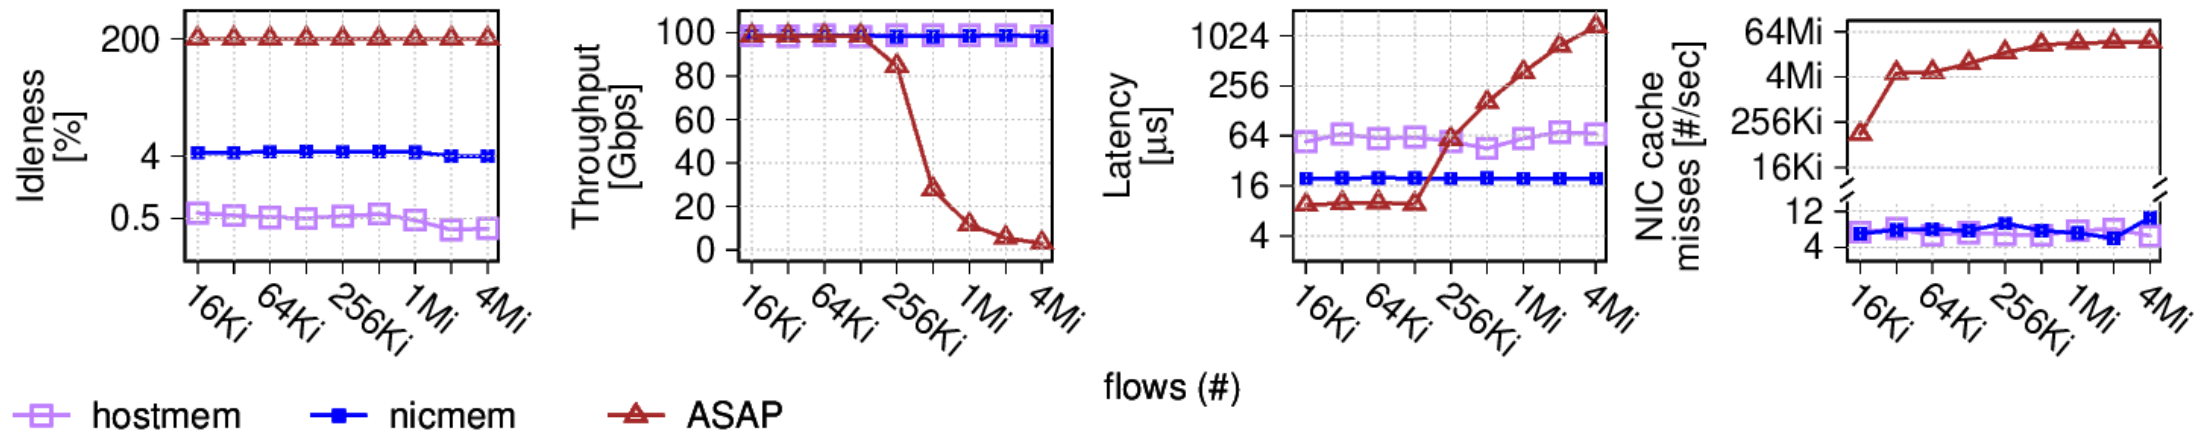 Idleness
[%]
200
4
0.5
16Ki
64Ki
256Ki
1Mi
4Mi
Throughput
[Gbps]
100
80
60
40
20
0
16Ki
64Ki
256Ki
1Mi
4Mi
Latency
[µs]
1024
256
64
16
4
16Ki
64Ki
256Ki
1Mi
4Mi
NIC cache
misses [#/sec]
64Mi
4Mi
256Ki
16Ki
12
4
16Ki
64Ki
256Ki
1Mi
4Mi
flows (#)
hostmem
nicmem
ASAP